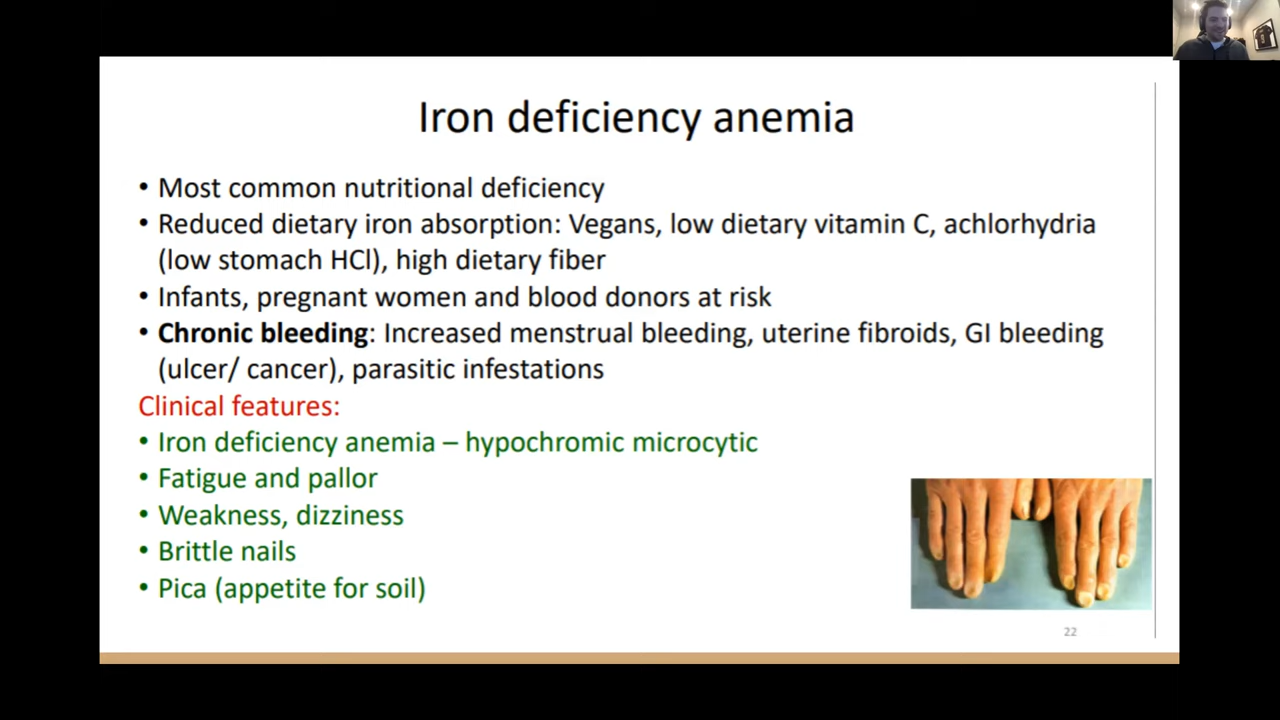 Iron deficiency anemia
• Most common nutritional deficiency
• Reduced dietary iron absorption: Vegans, low dietary vitamin C, achlorhydria
(low stomach HCl), high dietary fiber
• Infants, pregnant women and blood donors at risk
• Chronic bleeding: Increased menstrual bleeding, uterine fibroids, GI bleeding
(ulcer/ cancer), parasitic infestations
Clinical features:
• Iron deficiency anemia – hypochromic microcytic
• Fatigue and pallor
• Weakness, dizziness
• Brittle nails
• Pica (appetite for soil)
22